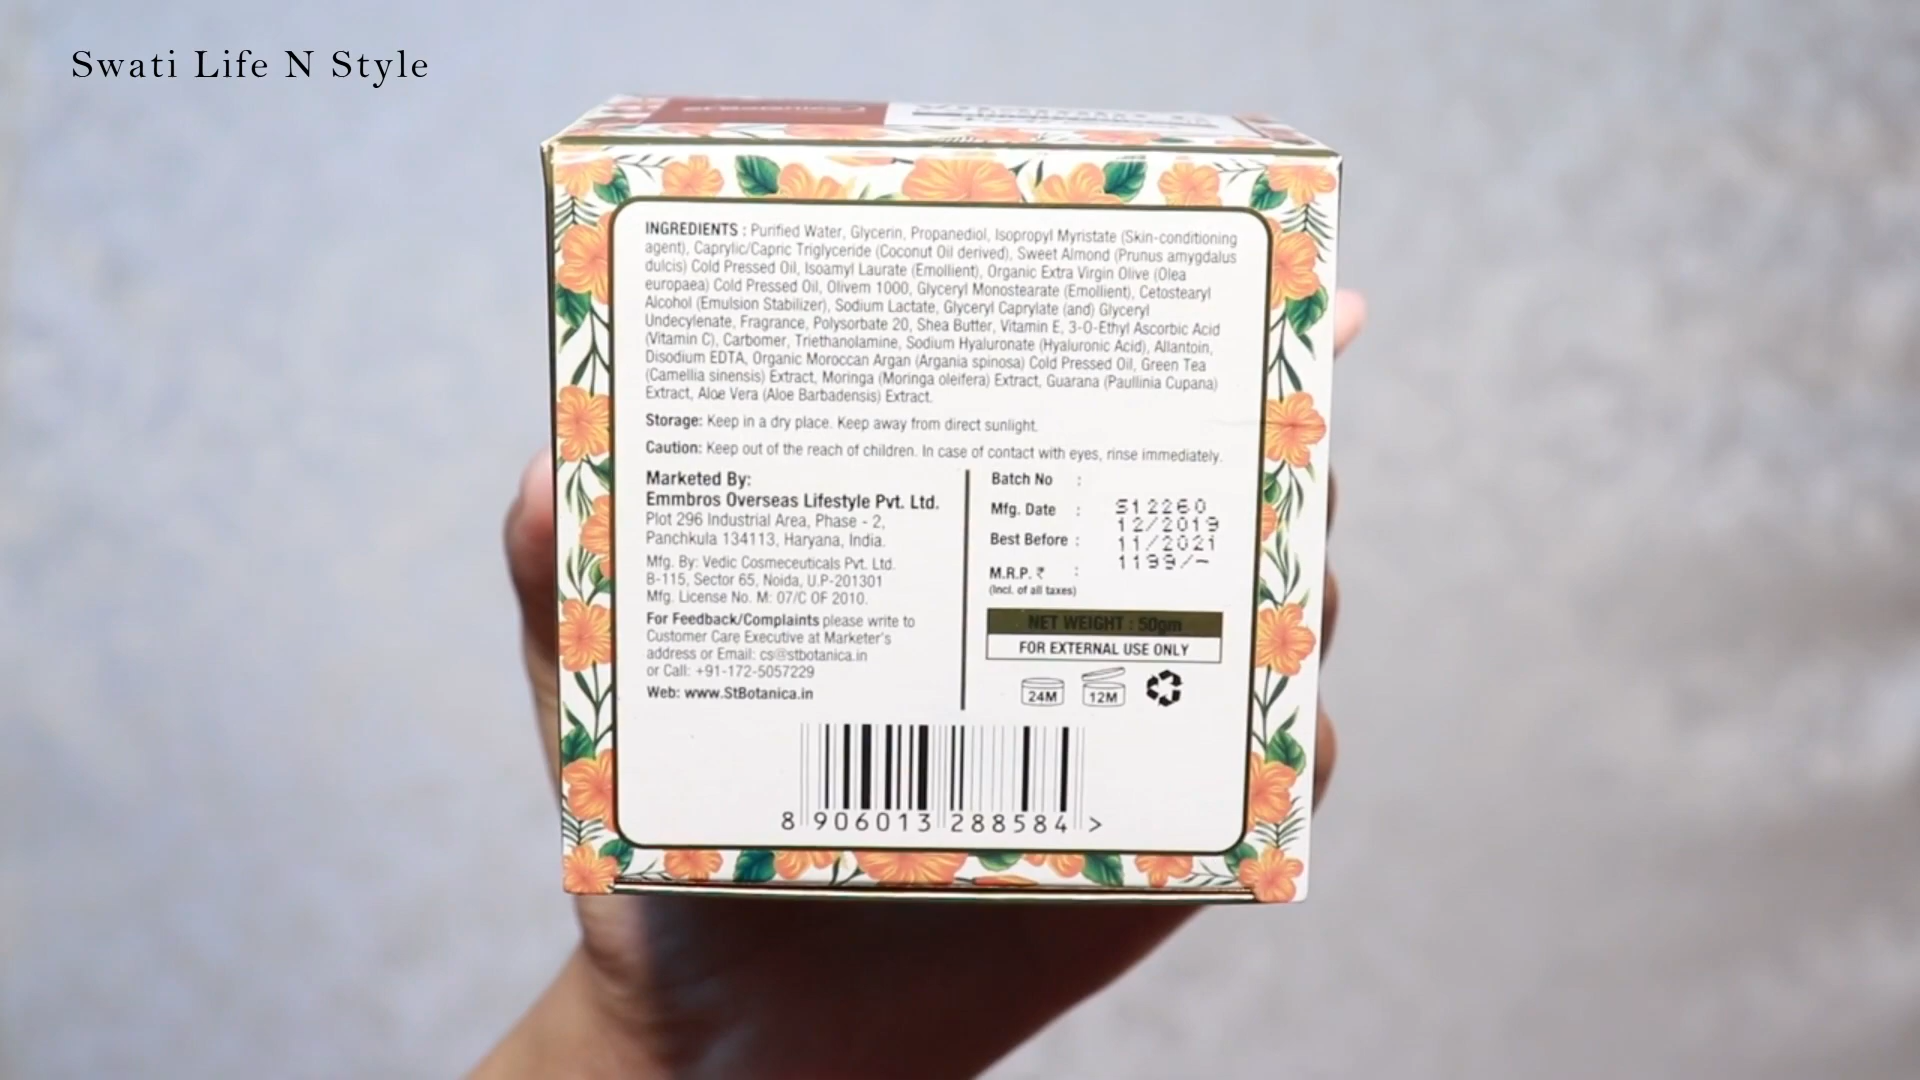 Swati Life N Style
INGREDIENTS : Purified Water, Glycerin, Propanediol, Isopropyl Myristate (Skin-conditioning
agent), Caprylic/Capric Triglyceride (Coconut Oil derived), Sweet Almond (Prunus amygdalus
dulcis) Cold Pressed Oil, Isoamyl Laurate (Emollient), Organic Extra Virgin Olive (Olea
europaea) Cold Pressed Oil, Olivem 1000, Glyceryl Monostearate (Emollient), Cetostearyl
Alcohol (Emulsion Stabilizer), Sodium Lactate, Glyceryl Caprylate (and) Glyceryl
Undecylenate, Fragrance, Polysorbate 20, Shea Butter, Vitamin E, 3-O-Ethyl Ascorbic Acid
(Vitamin C), Carbomer, Triethanolamine, Sodium Hyaluronate (Hyaluronic Acid), Allantoin,
Disodium EDTA, Organic Moroccan Argan (Argania spinosa) Cold Pressed Oil, Green Tea
(Camellia sinensis) Extract, Moringa (Moringa oleifera) Extract, Guarana (Paullinia Cupana)
Extract, Aloe Vera (Aloe Barbadensis) Extract.
Storage: Keep in a dry place. Keep away from direct sunlight.
Caution: Keep out of the reach of children. In case of contact with eyes, rinse immediately.
Marketed By:
Emmbros Overseas Lifestyle Pvt. Ltd.
Plot 296 Industrial Area, Phase - 2,
Panchkula 134113, Haryana, India.
Mfg. By: Vedic Cosmeceuticals Pvt. Ltd.
B-115, Sector 65, Noida, U.P-201301
Mfg. License No. M: 07/C OF 2010.
For Feedback/Complaints please write to
Customer Care Executive at Marketer's
address or Email: cs@stbotanica.in
or Call: +91-172-5057229
Web: www.StBotanica.in
Batch No :
Mfg. Date :
Best Before :
M.R.P. ₹ :
(Incl. of all taxes)
S12260
12/2019
11/2021
1199/-
NET WEIGHT : 50gm
FOR EXTERNAL USE ONLY
24M 12M
8 906013 288584 >